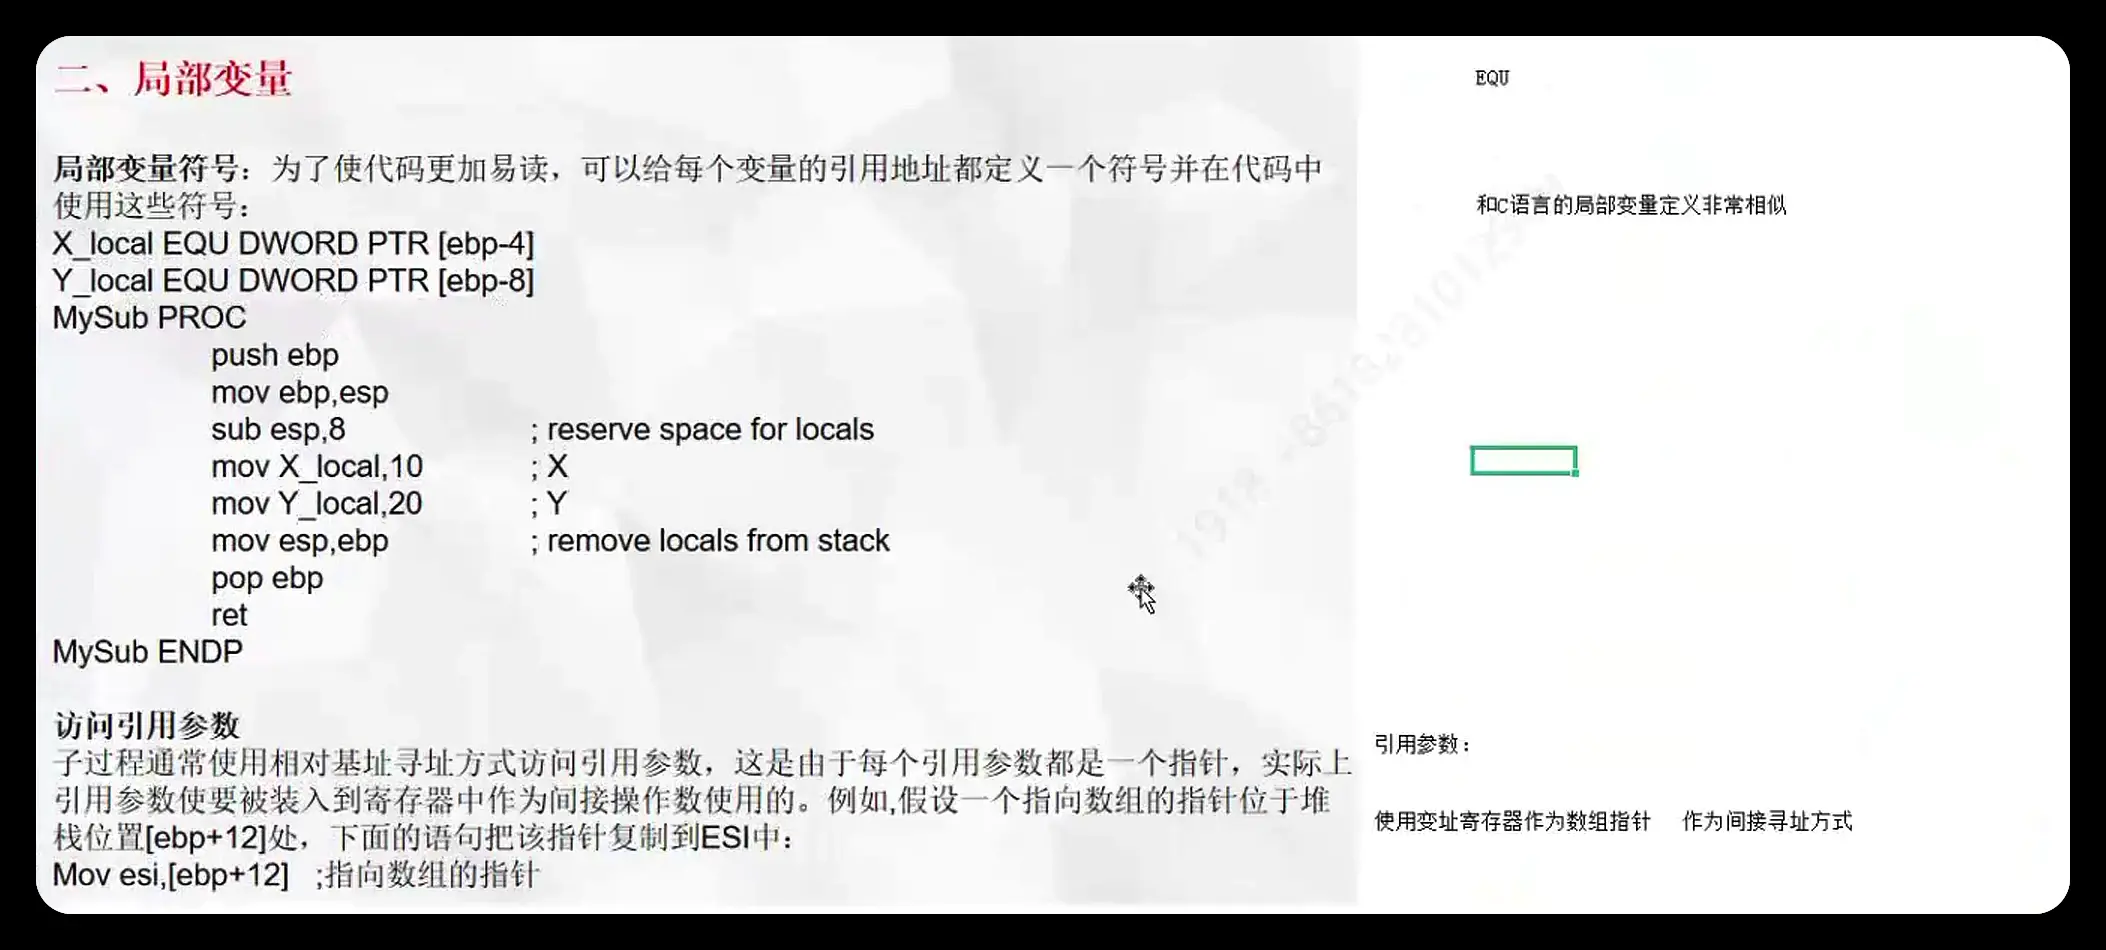 二、局部变量
局部变量符号：为了使代码更加易读，可以给每个变量的引用地址都定义一个符号并在代码中
使用这些符号：
X_local EQU DWORD PTR [ebp-4]
Y_local EQU DWORD PTR [ebp-8]
MySub PROC
push ebp
mov ebp,esp
sub esp,8 ; reserve space for locals
mov X_local,10 ; X
mov Y_local,20 ; Y
mov esp,ebp ; remove locals from stack
pop ebp
ret
MySub ENDP
访问引用参数
子过程通常使用相对基址寻址方式访问引用参数，这是由于每个引用参数都是一个指针，实际上
引用参数使要被装入到寄存器中作为间接操作数使用的。例如,假设一个指向数组的指针位于堆
栈位置[ebp+12]处，下面的语句把该指针复制到ESI中：
Mov esi,[ebp+12] ;指向数组的指针
EQU
和C语言的局部变量定义非常相似
引用参数：
使用变址寄存器作为数组指针 作为间接寻址方式